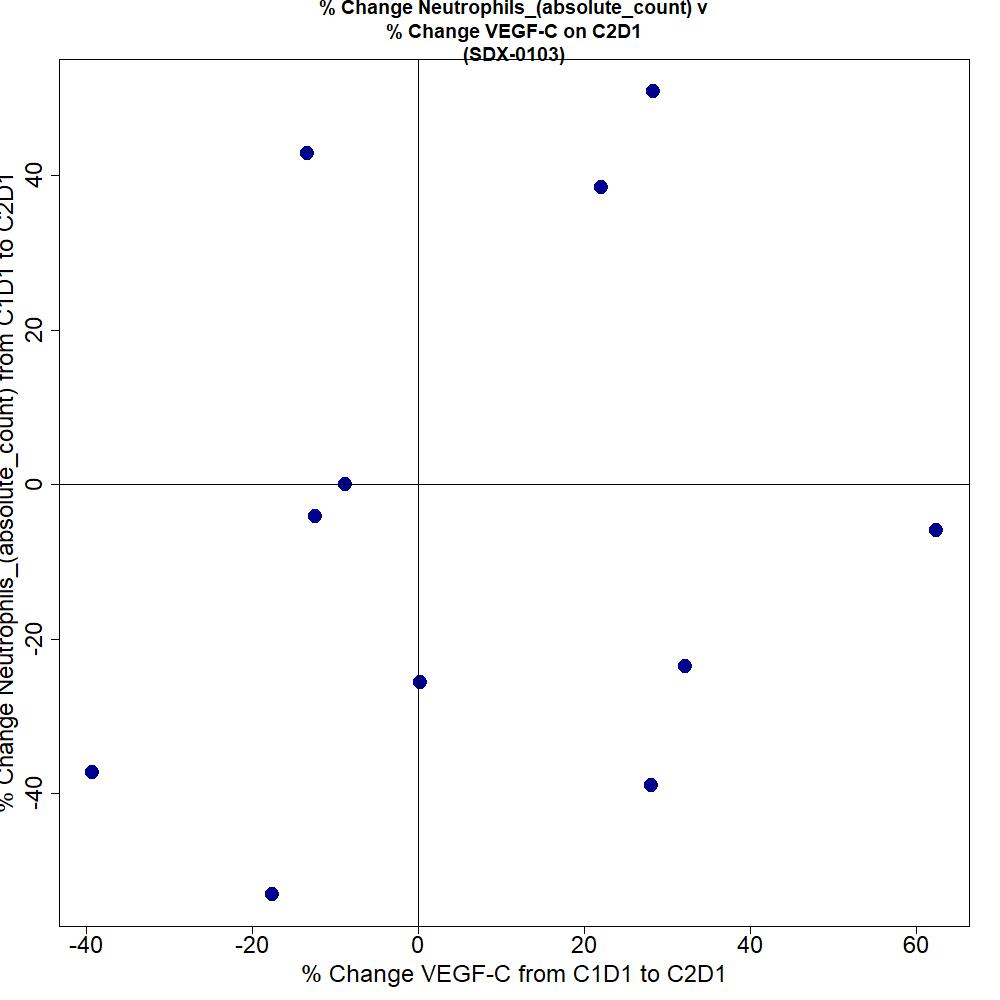 % Change Neutrophils_(absolute_count) v
% Change VEGF-C on C2D1
(SDX-0103)
% Change Neutrophils_(absolute_count) from C1D1 to C2D1
40
20
0
-20
-40
-40
-20
0
20
40
60
% Change VEGF-C from C1D1 to C2D1